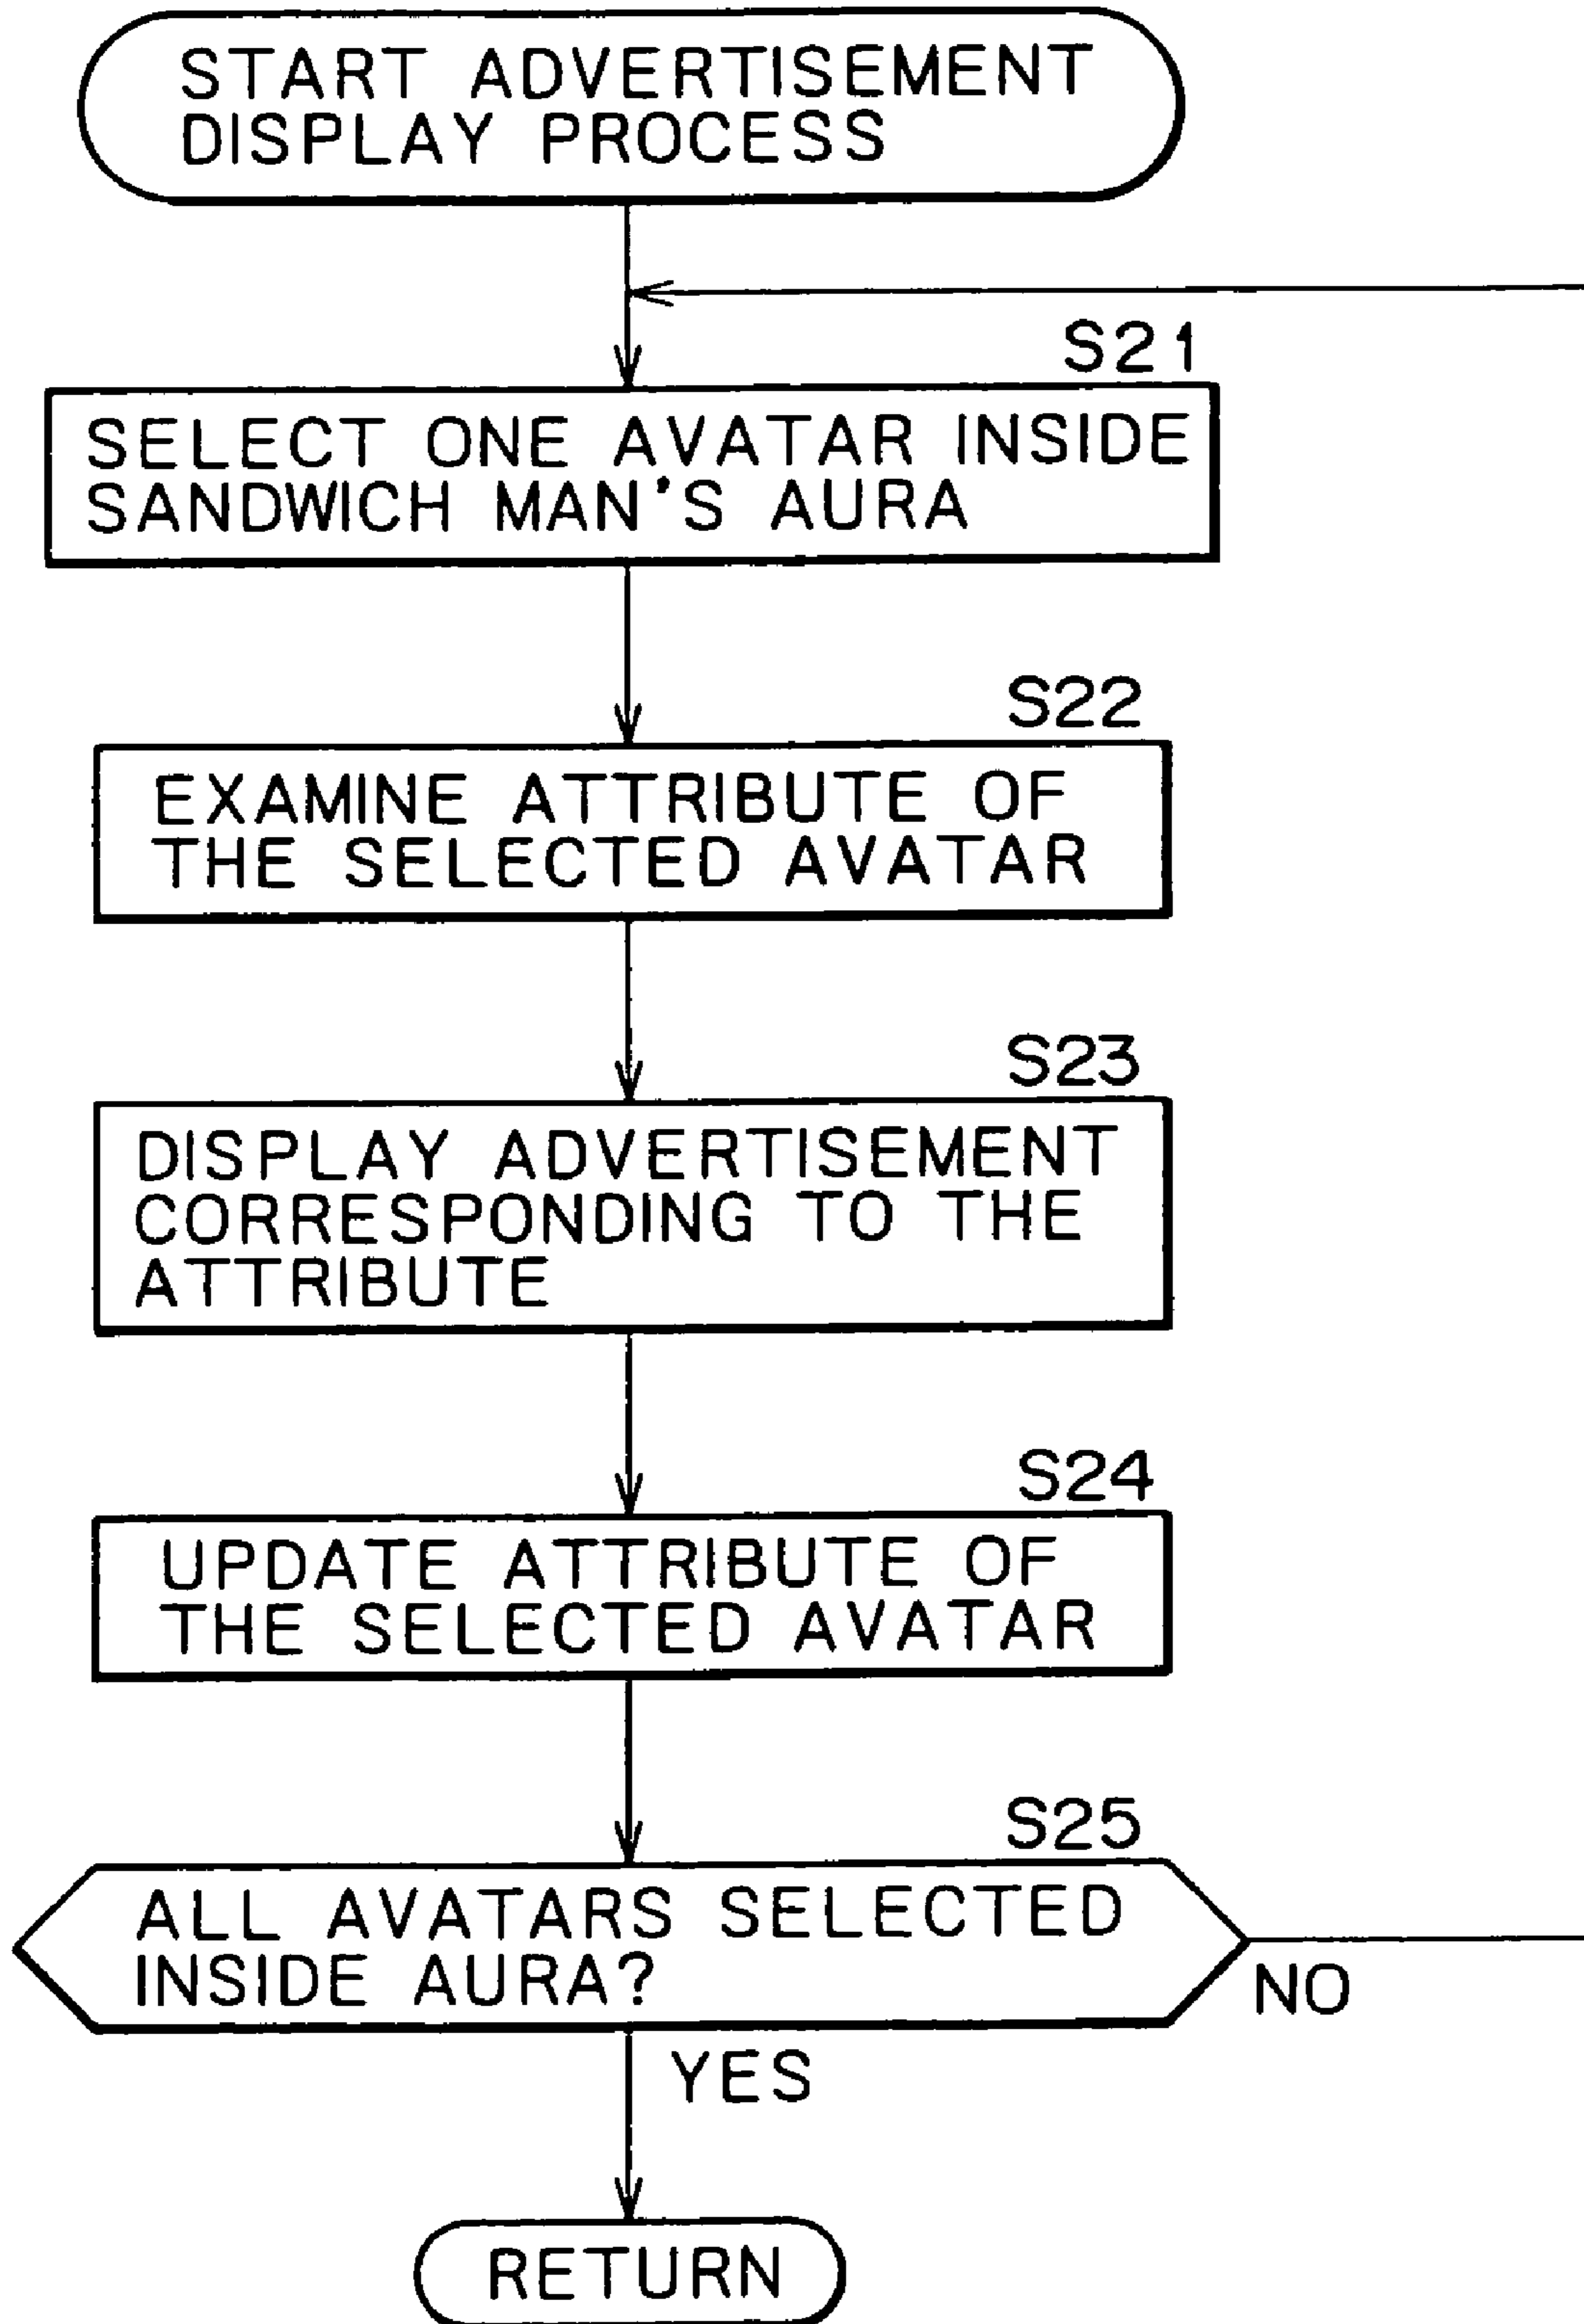 START ADVERTISEMENT
DISPLAY PROCESS
S21
SELECT ONE AVATAR INSIDE
SANDWICH MAN'S AURA
S22
EXAMINE ATTRIBUTE OF
THE SELECTED AVATAR
S23
DISPLAY ADVERTISEMENT
CORRESPONDING TO THE
ATTRIBUTE
S24
UPDATE ATTRIBUTE OF
THE SELECTED AVATAR
S25
ALL AVATARS SELECTED
INSIDE AURA?
NO
YES
RETURN